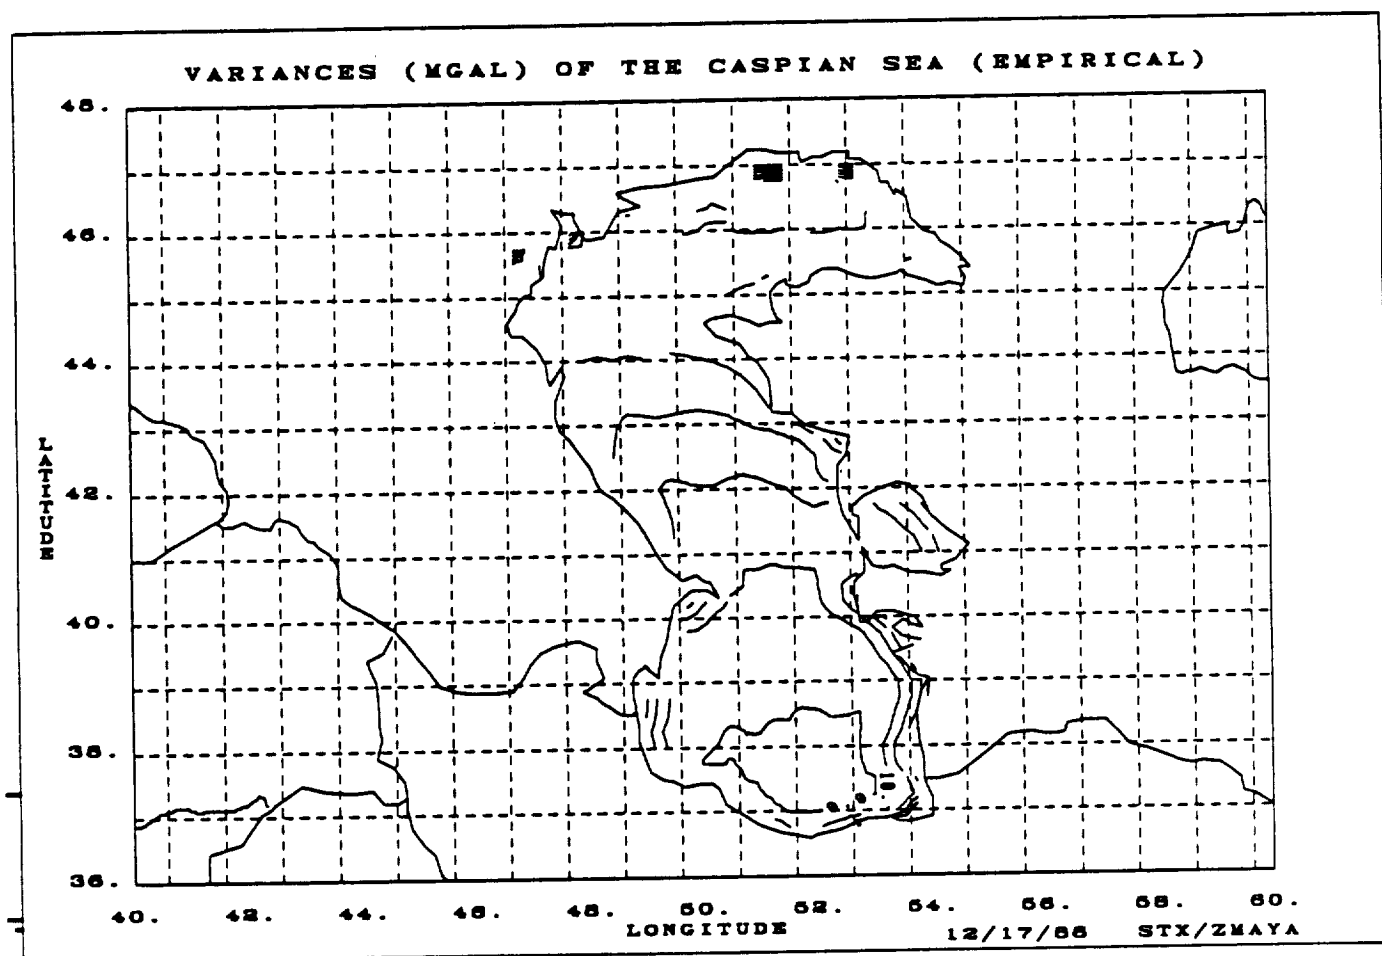 VARIANCES (MGAL) OF THE CASPIAN SEA (EMPIRICAL)
48.
46.
44.
42.
40.
38.
36.
LATITUDE
40. 42. 44. 46. 48. 50. 52. 54. 56. 58. 60.
LONGITUDE
12/17/88 STX/ZMAYA